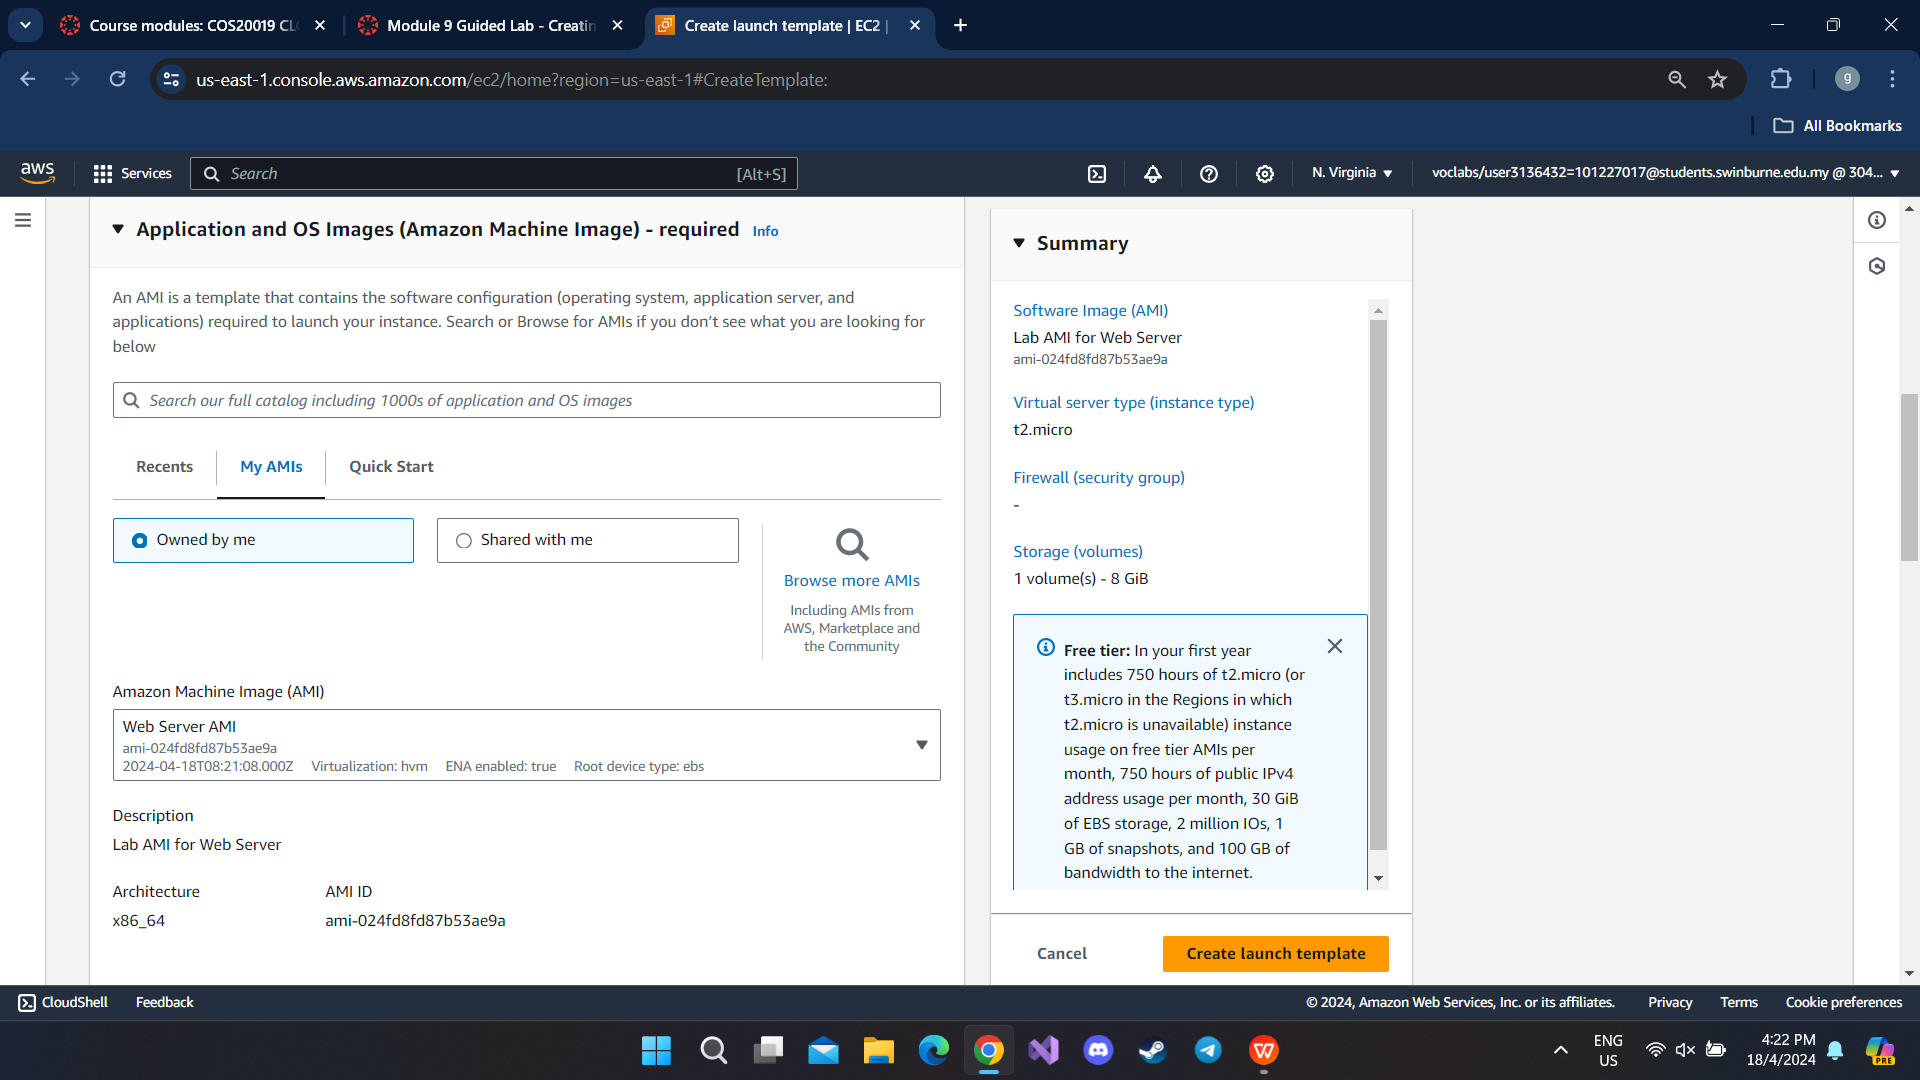 Course modules: COS20019 CL
Module 9 Guided Lab - Creatin
Create launch template | EC2 |
us-east-1.console.aws.amazon.com/ec2/home?region=us-east-1#CreateTemplate:
g
All Bookmarks
aws
Services
Search
[Alt+S]
N. Virginia
voclabs/user3136432=101227017@students.swinburne.edu.my @ 304...
Application and OS Images (Amazon Machine Image) - required Info
An AMI is a template that contains the software configuration (operating system, application server, and
applications) required to launch your instance. Search or Browse for AMIs if you don’t see what you are looking for
below
Search our full catalog including 1000s of application and OS images
Recents
My AMIs
Quick Start
Owned by me
Shared with me
Browse more AMIs
Including AMIs from
AWS, Marketplace and
the Community
Amazon Machine Image (AMI)
Web Server AMI
ami-024fd8fd87b53ae9a
2024-04-18T08:21:08.000Z Virtualization: hvm ENA enabled: true Root device type: ebs
Description
Lab AMI for Web Server
Architecture
AMI ID
x86_64
ami-024fd8fd87b53ae9a
Summary
Software Image (AMI)
Lab AMI for Web Server
ami-024fd8fd87b53ae9a
Virtual server type (instance type)
t2.micro
Firewall (security group)
-
Storage (volumes)
1 volume(s) - 8 GiB
Free tier: In your first year
includes 750 hours of t2.micro (or
t3.micro in the Regions in which
t2.micro is unavailable) instance
usage on free tier AMIs per
month, 750 hours of public IPv4
address usage per month, 30 GiB
of EBS storage, 2 million IOs, 1
GB of snapshots, and 100 GB of
bandwidth to the internet.
Cancel
Create launch template
CloudShell
Feedback
© 2024, Amazon Web Services, Inc. or its affiliates.
Privacy
Terms
Cookie preferences
ENG
US
4:22 PM
18/4/2024
PRE